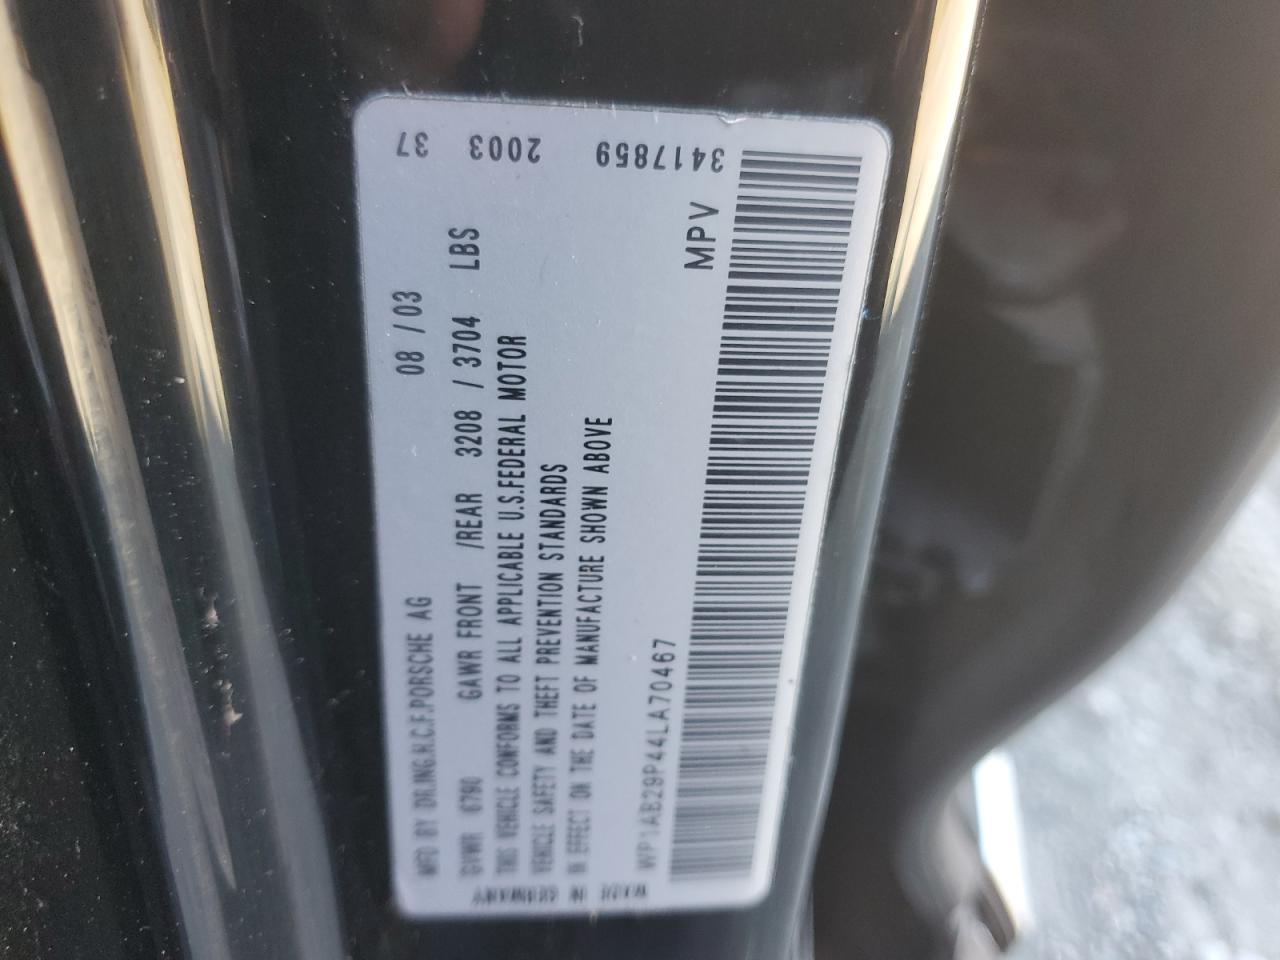 MFD BY DR.ING.H.C.F.PORSCHE AG 08 /03
GVWR 6790 GAWR FRONT /REAR 3208 / 3704 LBS
THIS VEHICLE CONFORMS TO ALL APPLICABLE U.S.FEDERAL MOTOR
VEHICLE SAFETY AND THEFT PREVENTION STANDARDS
IN EFFECT ON THE DATE OF MANUFACTURE SHOWN ABOVE
WP1AB29P44LA70467 MPV
37 2003 3417859
MADE IN GERMANY